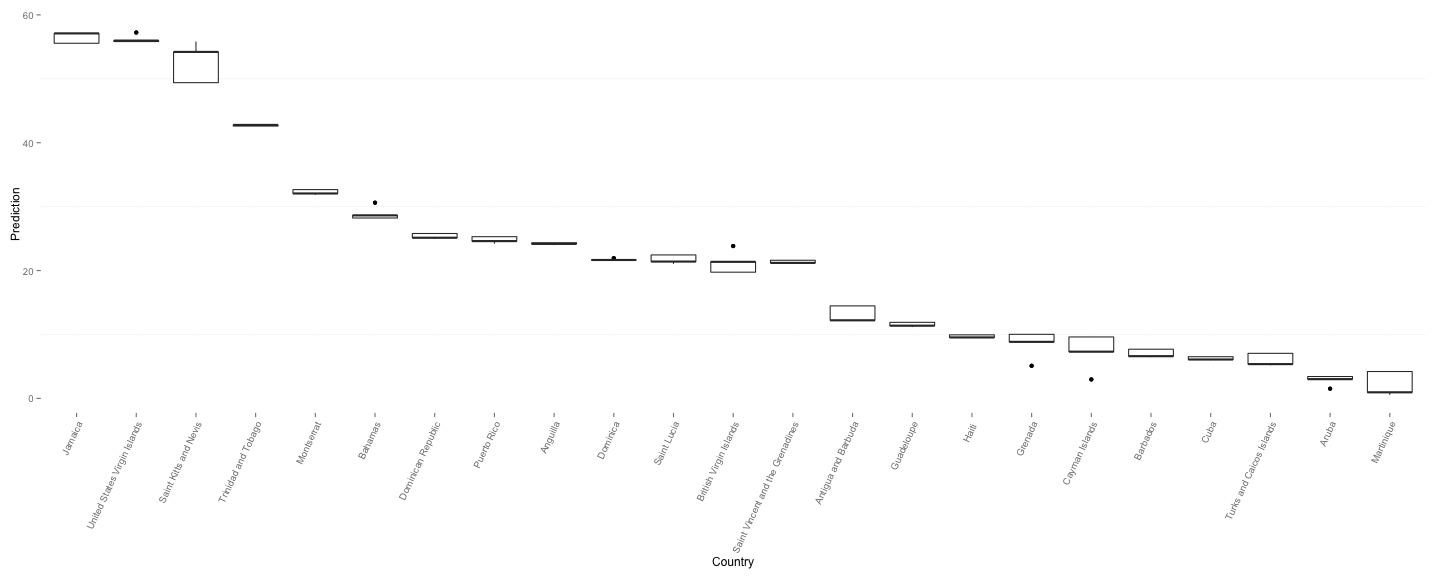 60
40
20
0
Prediction
Jamaica
United States Virgin Islands
Saint Kitts and Nevis
Trinidad and Tobago
Montserrat
Bahamas
Dominican Republic
Puerto Rico
Anguilla
Dominica
Saint Lucia
British Virgin Islands
Saint Vincent and the Grenadines
Antigua and Barbuda
Guadeloupe
Haiti
Grenada
Cayman Islands
Barbados
Cuba
Turks and Caicos Islands
Aruba
Martinique
Country